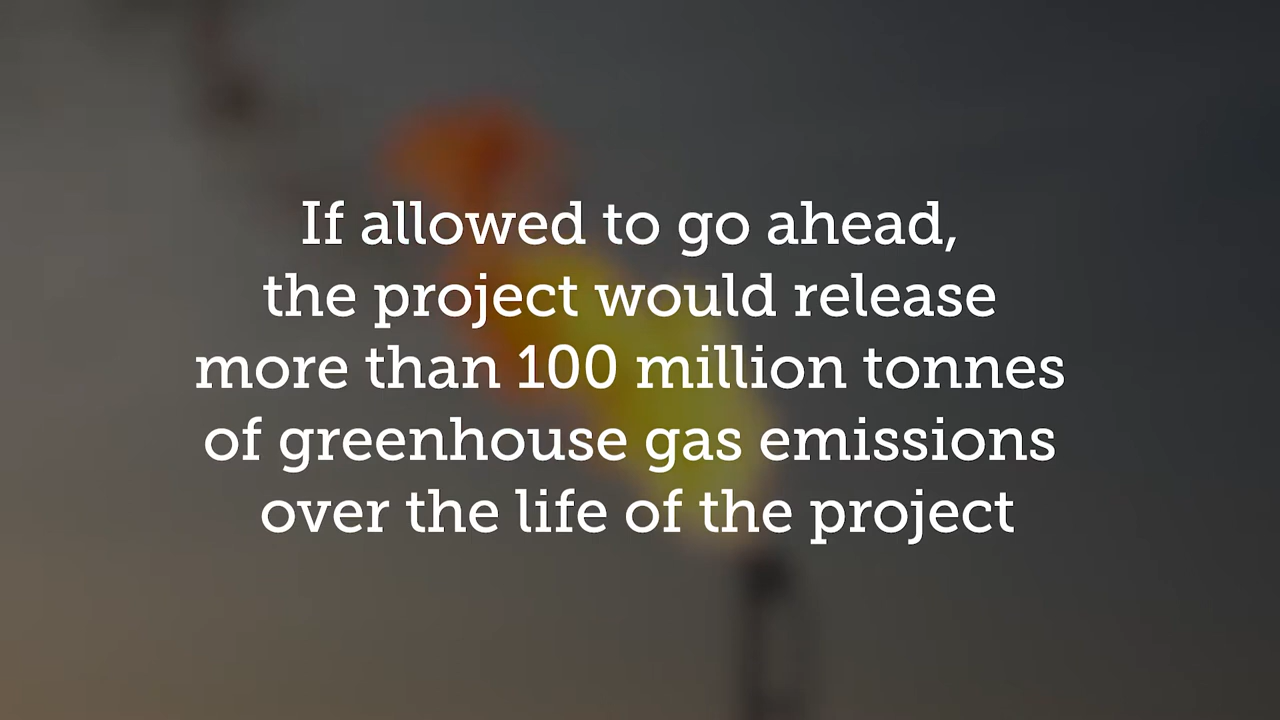 If allowed to go ahead,
the project would release
more than 100 million tonnes
of greenhouse gas emissions
over the life of the project